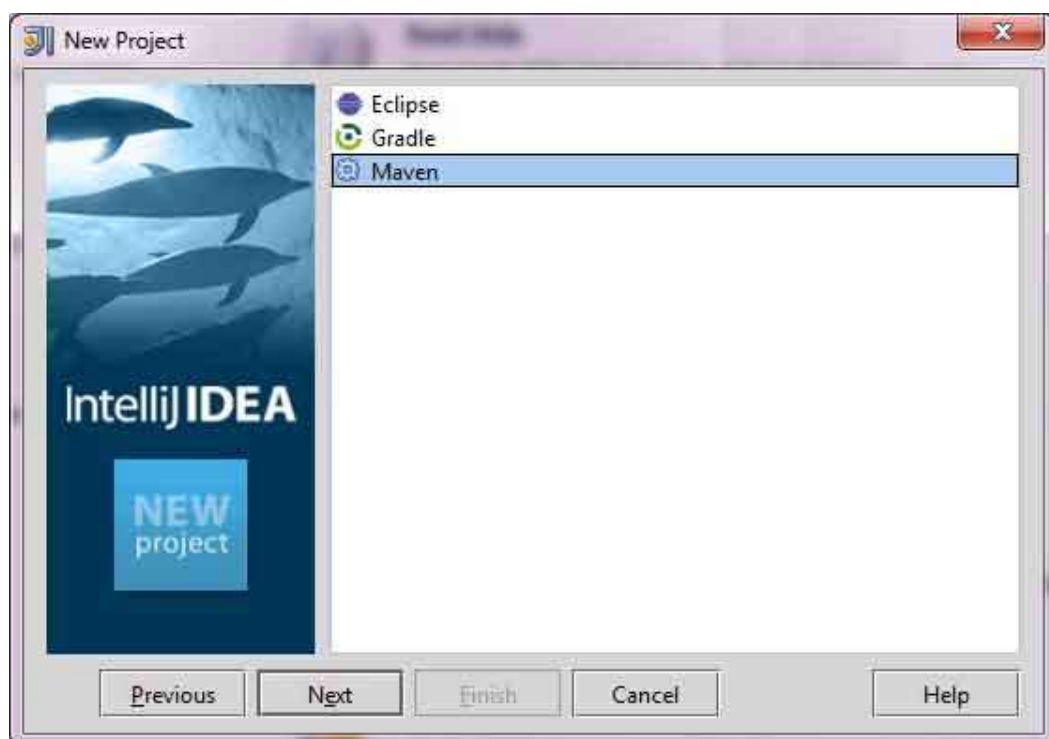 New Project
Eclipse
Gradle
Maven
IntelliJ IDEA
NEW
project
Previous
Next
Finish
Cancel
Help